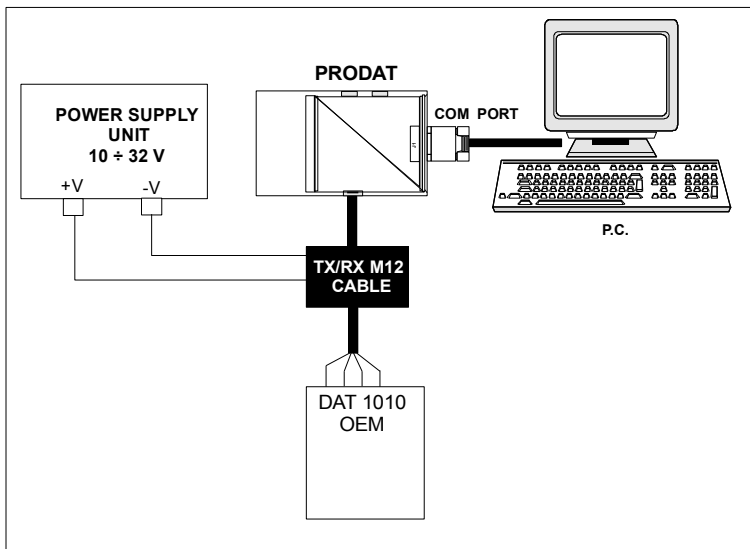 PRODAT
POWER SUPPLY
UNIT
10 ÷ 32 V
+V
-V
COM PORT
P.C.
TX/RX M12
CABLE
DAT 1010
OEM